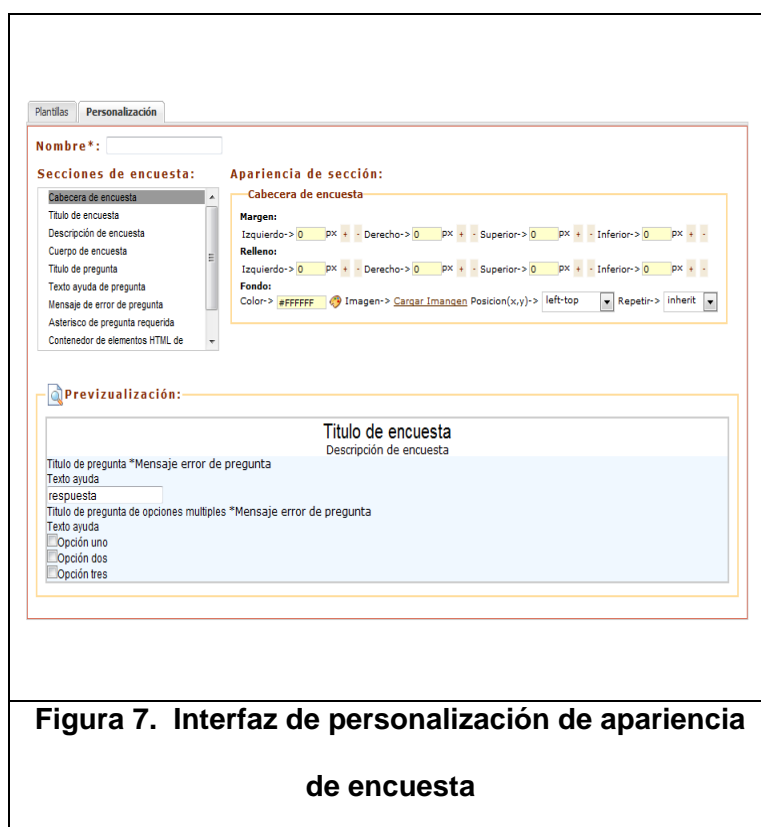 Plantillas Personalización
Nombre*:
Secciones de encuesta:
Cabecera de encuesta
Titulo de encuesta
Descripción de encuesta
Cuerpo de encuesta
Titulo de pregunta
Texto ayuda de pregunta
Mensaje de error de pregunta
Asterisco de pregunta requerida
Contenedor de elementos HTML de
Apariencia de sección:
Cabecera de encuesta
Margen:
Izquierdo-> 0 px + - Derecho-> 0 px + - Superior-> 0 px + - Inferior-> 0 px + -
Relleno:
Izquierdo-> 0 px + - Derecho-> 0 px + - Superior-> 0 px + - Inferior-> 0 px + -
Fondo:
Color-> #FFFFFF Imagen-> Cargar Imangen Posicion(x,y)-> left-top Repetir-> inherit
Previzualización:
Titulo de encuesta
Descripción de encuesta
Titulo de pregunta *Mensaje error de pregunta
Texto ayuda
respuesta
Titulo de pregunta de opciones multiples *Mensaje error de pregunta
Texto ayuda
Opción uno
Opción dos
Opción tres
Figura 7. Interfaz de personalización de apariencia
de encuesta